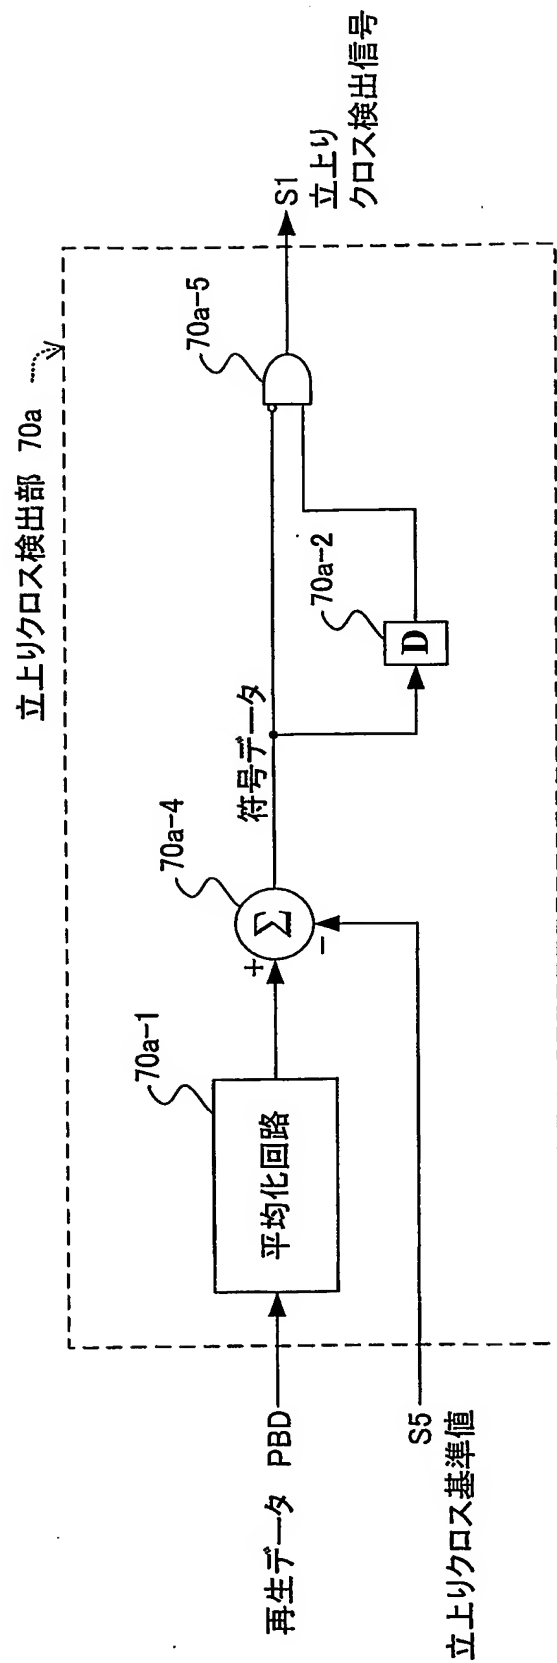 立上りクロス検出部 70a
再生データ PBD
平均化回路
70a-1
+
−
Σ
70a-4
符号データ
D
70a-2
70a-5
S1
立上り
クロス検出信号
S5
立上りクロス基準値